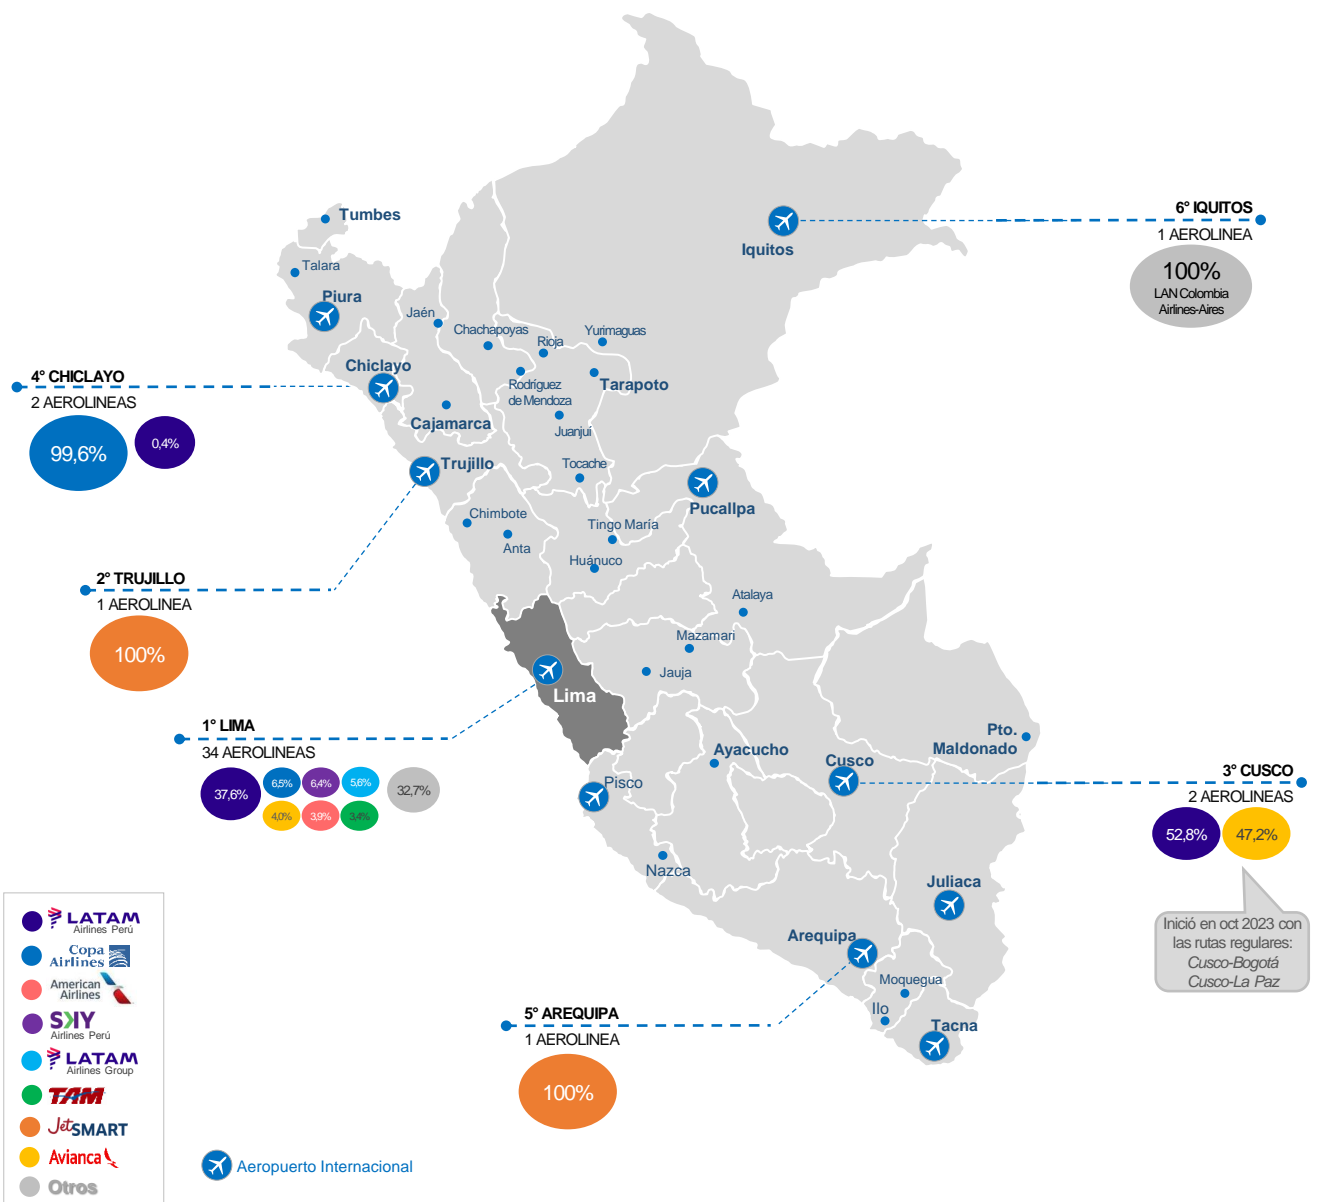 Tumbes
Talara
Piura
Jaén
Chachapoyas
Rioja
Yurimaguas
Chiclayo
Rodríguez
de Mendoza
Tarapoto
Cajamarca
Juanjuí
Trujillo
Tocache
Iquitos
Pucallpa
Chimbote
Anta
Tingo María
Huánuco
Atalaya
Mazamari
Jauja
Lima
Pto.
Maldonado
Ayacucho
Cusco
Pisco
Nazca
Juliaca
Arequipa
Moquegua
Ilo
Tacna
6° IQUITOS
1 AEROLINEA
100%
LAN Colombia
Airlines-Aires
4° CHICLAYO
2 AEROLINEAS
99,6%
0,4%
2° TRUJILLO
1 AEROLINEA
100%
1° LIMA
34 AEROLINEAS
37,6%
6,5%
6,4%
5,6%
32,7%
4,0%
3,9%
3,4%
3° CUSCO
2 AEROLINEAS
52,8%
47,2%
Inició en oct 2023 con
las rutas regulares:
Cusco-Bogotá
Cusco-La Paz
5° AREQUIPA
1 AEROLINEA
100%
LATAM
Airlines Perú
Copa
Airlines
American
Airlines
SKY
Airlines Perú
LATAM
Airlines Group
TAM
JetSMART
Avianca
Otros
Aeropuerto Internacional